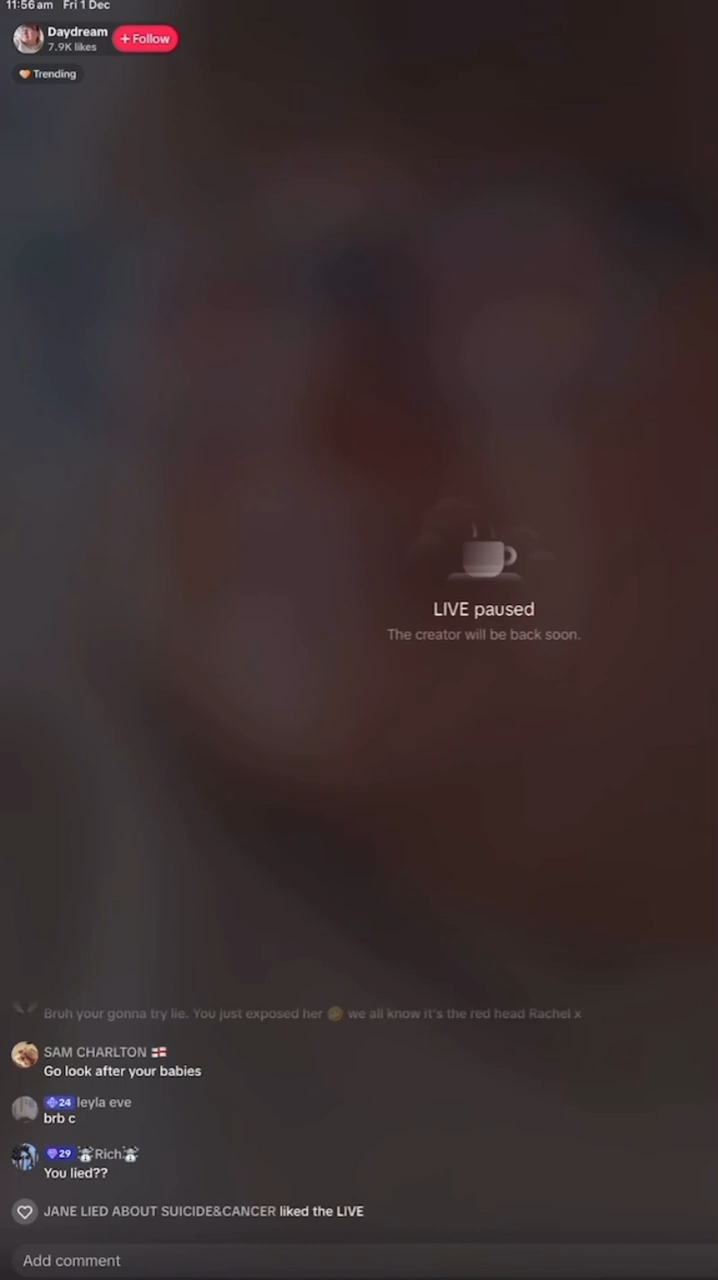 11:56 am Fri 1 Dec
Daydream
7.9K likes
+ Follow
Trending
LIVE paused
The creator will be back soon.
Bruh your gonna try lie. You just exposed her 🤣 we all know it's the red head Rachel x
SAM CHARLTON 🏴󠁧󠁢󠁥󠁮󠁧󠁿
Go look after your babies
24 leyla eve
brb c
29 Rich
You lied??
JANE LIED ABOUT SUICIDE&CANCER liked the LIVE
Add comment